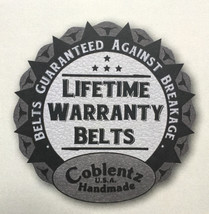 BELTS GUARANTEED AGAINST BREAKAGE
LIFETIME
WARRANTY
BELTS
Coblentz
U.S.A.
Handmade